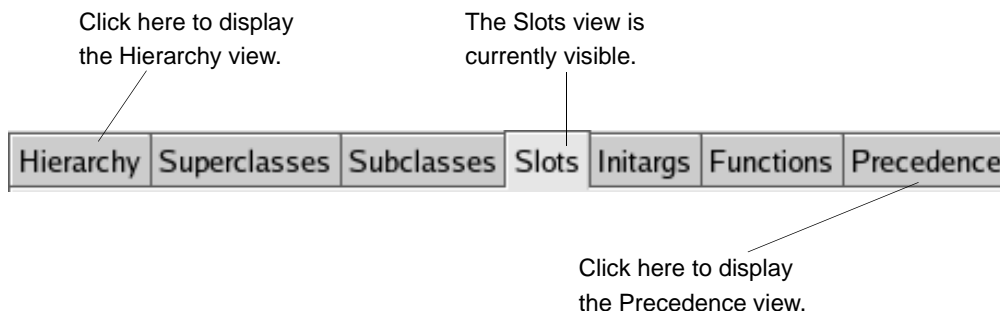 Click here to display
the Hierarchy view.
The Slots view is
currently visible.
Hierarchy Superclasses Subclasses Slots Initargs Functions Precedence
Click here to display
the Precedence view.